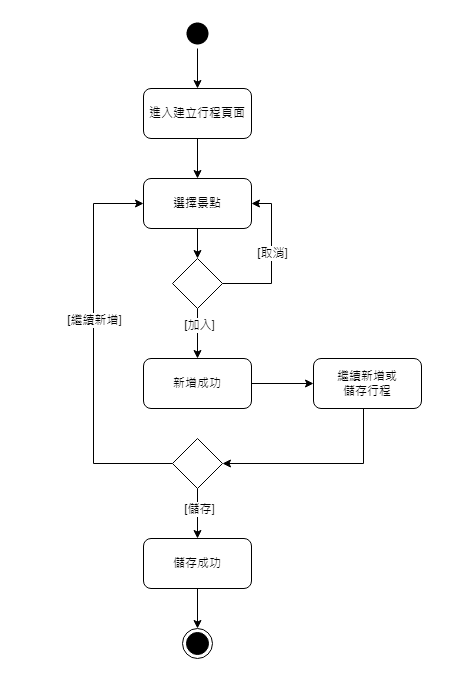 進入建立行程頁面
選擇景點
[取消]
[繼續新增]
[加入]
新增成功
繼續新增或
儲存行程
[儲存]
儲存成功